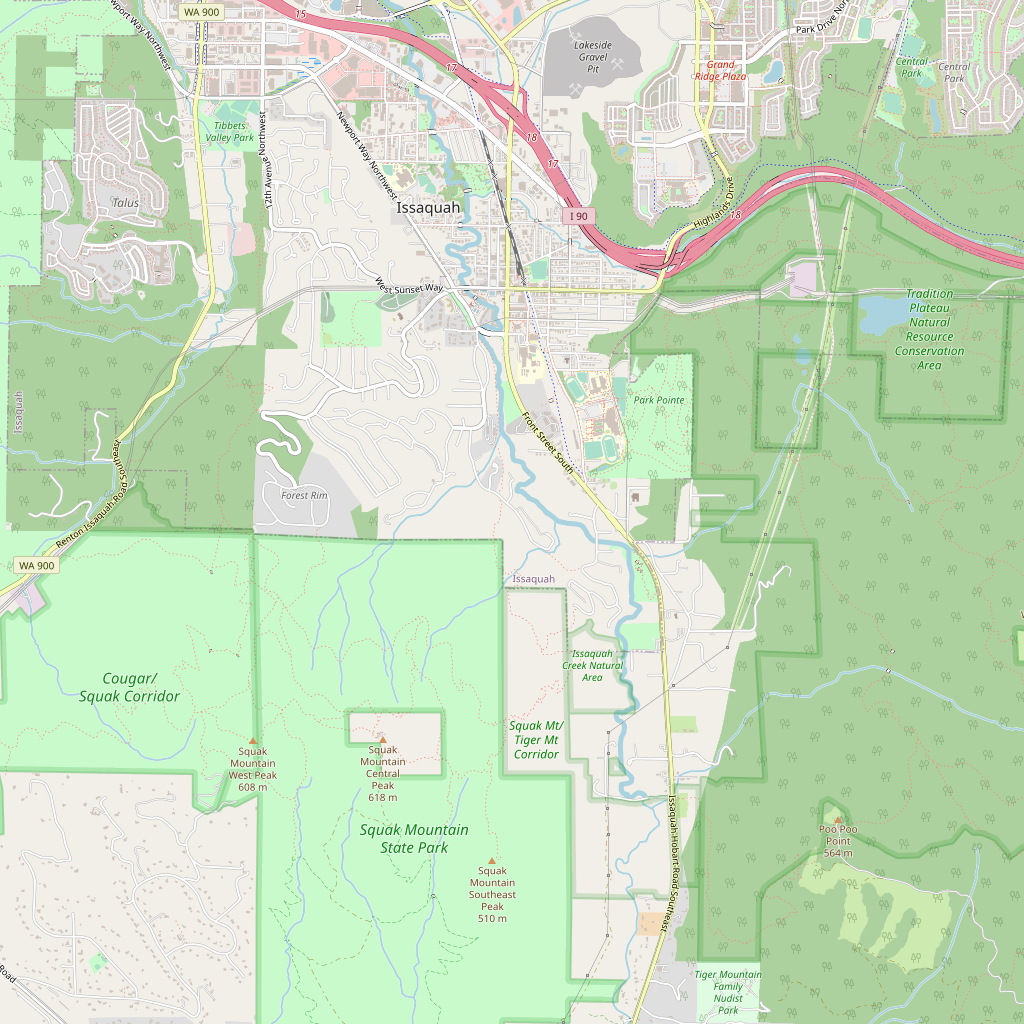 WA 900
15
Newport Way Northwest
17
Lakeside
Gravel
Pit
Park Drive Nor
Grand
Ridge Plaza
Central
Park
Central
Park
Tibbets
Valley Park
12th Avenue Northwest
Newport Way Northwest
18
17
Talus
Issaquah
I 90
Highlands Drive
18
West Sunset Way
Tradition
Plateau
Natural
Resource
Conservation
Area
Issaquah
Park Pointe
Front Street South
Renton Issaquah Road Southeast
Forest Rim
WA 900
Issaquah
Issaquah
Creek Natural
Area
Cougar/
Squak Corridor
Squak Mt/
Tiger Mt
Corridor
Squak
Mountain
West Peak
608 m
Squak
Mountain
Central
Peak
618 m
Squak Mountain
State Park
Poo Poo
Point
564 m
Squak
Mountain
Southeast
Peak
510 m
Issaquah Hobart Road Southeast
Road
Tiger Mountain
Family
Nudist
Park